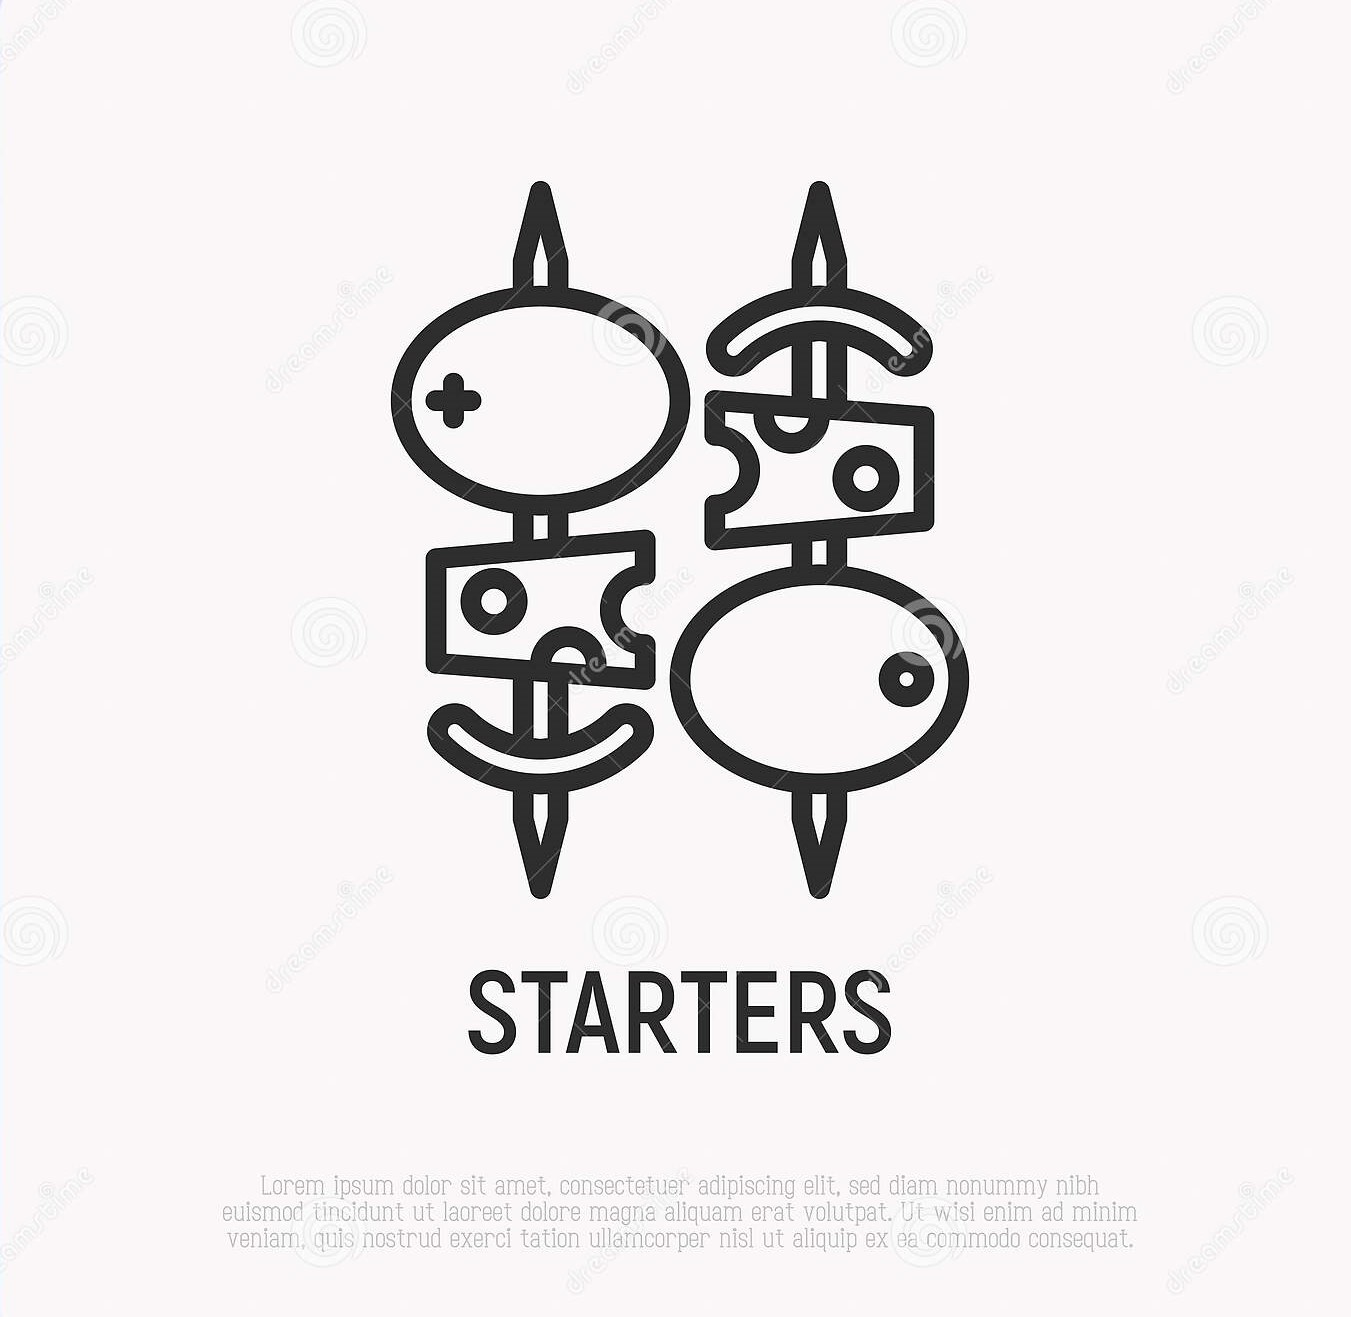 STARTERS
Lorem ipsum dolor sit amet, consectetuer adipiscing elit, sed diam nonummy nibh
euismod tincidunt ut laoreet dolore magna aliquam erat volutpat. Ut wisi enim ad minim
veniam, quis nostrud exerci tation ullamcorper nisl ut aliquip ex ea commodo consequat.
dreamstime